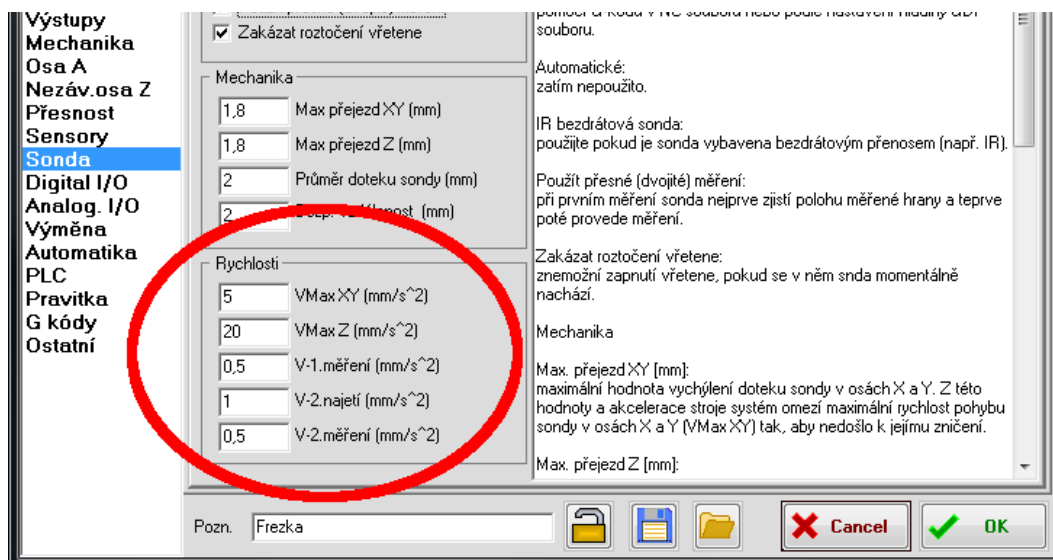 Výstupy
Mechanika
Osa A
Nezáv.osa Z
Přesnost
Sensory
Sonda
Digital I/O
Analog. I/O
Výměna
Automatika
PLC
Pravitka
G kódy
Ostatní
Zakázat roztočení vřetene
Mechanika
1,8 Max přejezd XY (mm)
1,8 Max přejezd Z (mm)
2 Průměr doteku sondy (mm)
2 (mm)
Rychlosti
5 VMax XY (mm/s^2)
20 VMax Z (mm/s^2)
0,5 V-1.měření (mm/s^2)
1 V-2.najetí (mm/s^2)
0,5 V-2.měření (mm/s^2)
souboru.
Automatické:
zatím nepoužito.
IR bezdrátová sonda:
použijte pokud je sonda vybavena bezdrátovým přenosem (např. IR).
Použít přesné (dvojité) měření:
při prvním měření sonda nejprve zjistí polohu měřené hrany a teprve
poté provede měření.
Zakázat roztočení vřetene:
znemožní zapnutí vřetene, pokud se v něm snda momentálně
nachází.
Mechanika
Max. přejezd XY [mm]:
maximální hodnota vychýlení doteku sondy v osách X a Y. Z této
hodnoty a akcelerace stroje systém omezí maximální rychlost pohybu
sondy v osách X a Y (VMax XY) tak, aby nedošlo k jejímu zničení.
Max. přejezd Z [mm]:
Pozn. Frezka
Cancel
OK